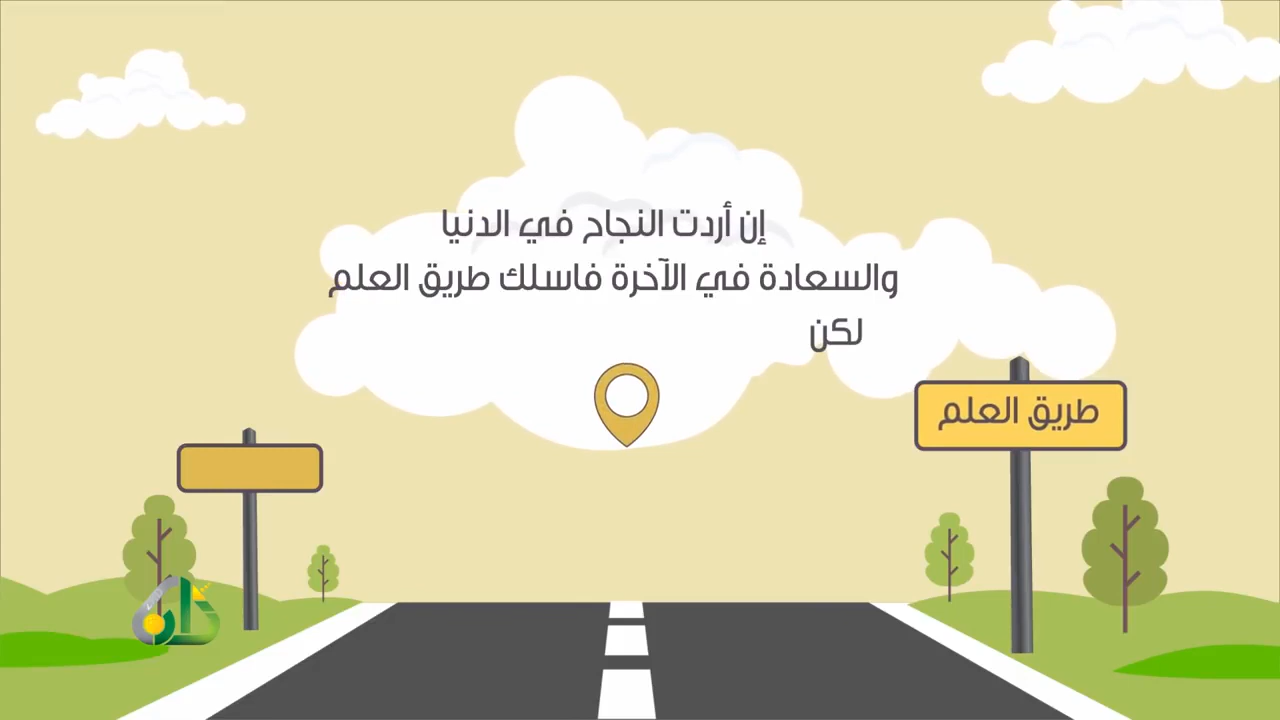 إن أردت النجاح في الدنيا
والسعادة في الآخرة فاسلك طريق العلم
لكن
طريق العلم